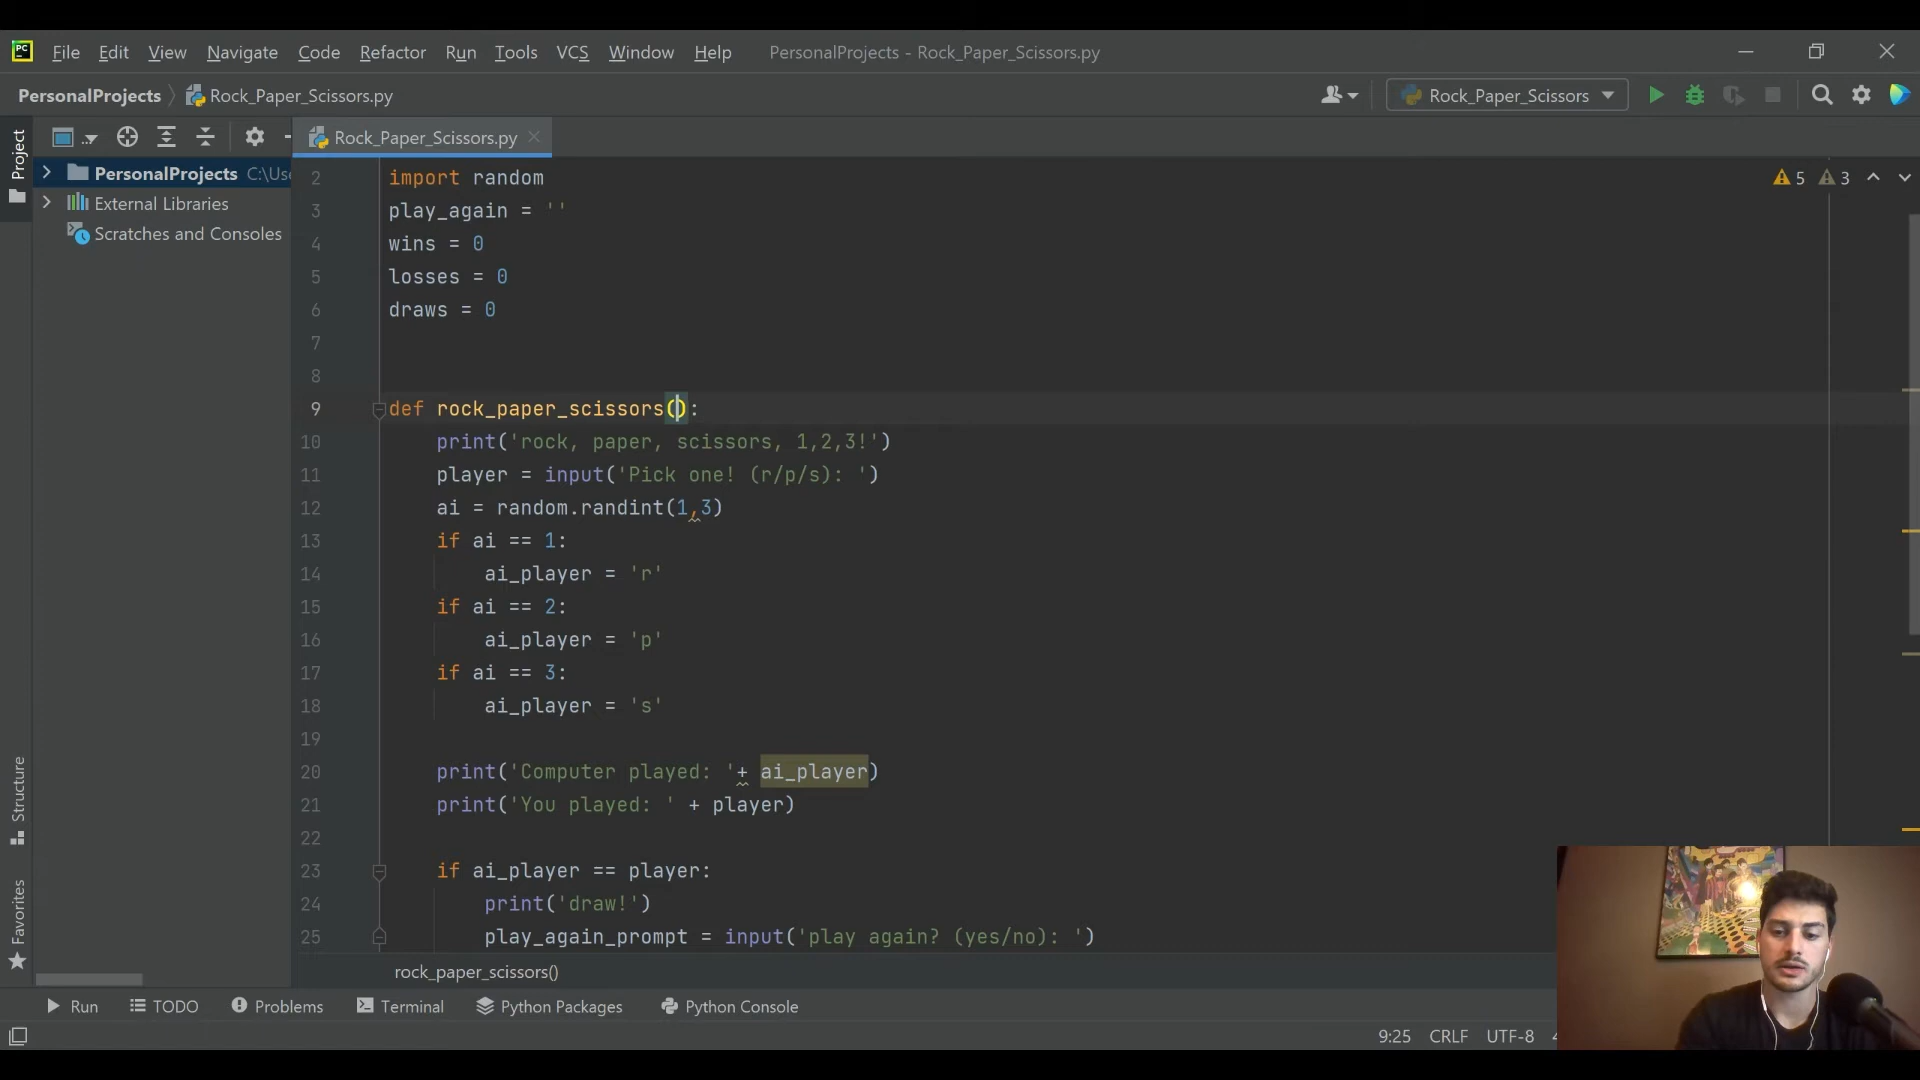 PC File Edit View Navigate Code Refactor Run Tools VCS Window Help PersonalProjects - Rock_Paper_Scissors.py
PersonalProjects Rock_Paper_Scissors.py Rock_Paper_Scissors
Project
Rock_Paper_Scissors.py
PersonalProjects C:\Use
External Libraries
Scratches and Consoles
5 3
2 import random
3 play_again = ''
4 wins = 0
5 losses = 0
6 draws = 0
7
8
9 def rock_paper_scissors():
10 print('rock, paper, scissors, 1,2,3!')
11 player = input('Pick one! (r/p/s): ')
12 ai = random.randint(1,3)
13 if ai == 1:
14 ai_player = 'r'
15 if ai == 2:
16 ai_player = 'p'
17 if ai == 3:
18 ai_player = 's'
19
20 print('Computer played: '+ ai_player)
21 print('You played: ' + player)
22
23 if ai_player == player:
24 print('draw!')
25 play_again_prompt = input('play again? (yes/no): ')
Structure
Favorites
rock_paper_scissors()
Run TODO Problems Terminal Python Packages Python Console
9:25 CRLF UTF-8